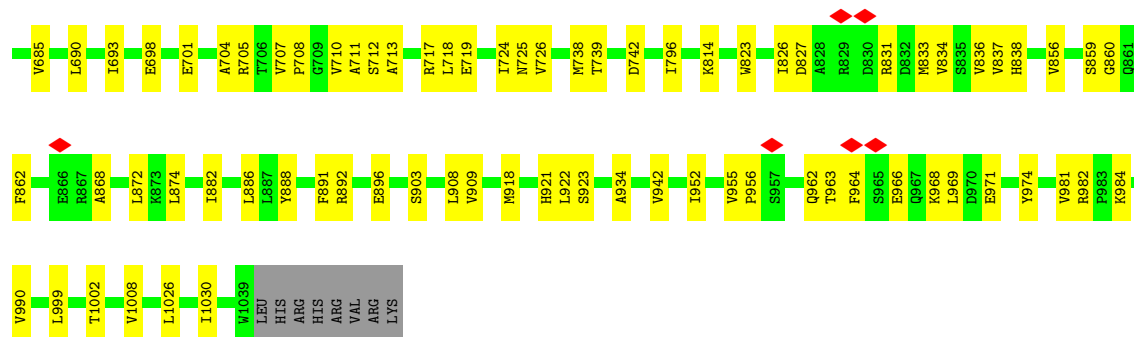 V685 L690 I693 E698 E701 A704 R705 T706 V707 P708 G709 V710 A711 S712 A713 R717 L718 E719 I724 N725 V726 M738 T739 D742 I796 K814 W823 I826 D827 A828 R829 D830 R831 D832 M833 V834 S835 V836 V837 H838 V856 S859 G860 Q861
F862 E866 R867 A868 L872 K873 L874 I882 L886 L887 Y888 F891 R892 E896 S903 L908 V909 M918 H921 L922 S923 A934 V942 I952 V955 P956 S957 Q962 T963 F964 S965 E966 Q967 K968 L969 D970 E971 Y974 V981 R982 P983 K984
V990 L999 T1002 V1008 L1026 I1030 W1039 LEU HIS ARG HIS ARG VAL ARG LYS